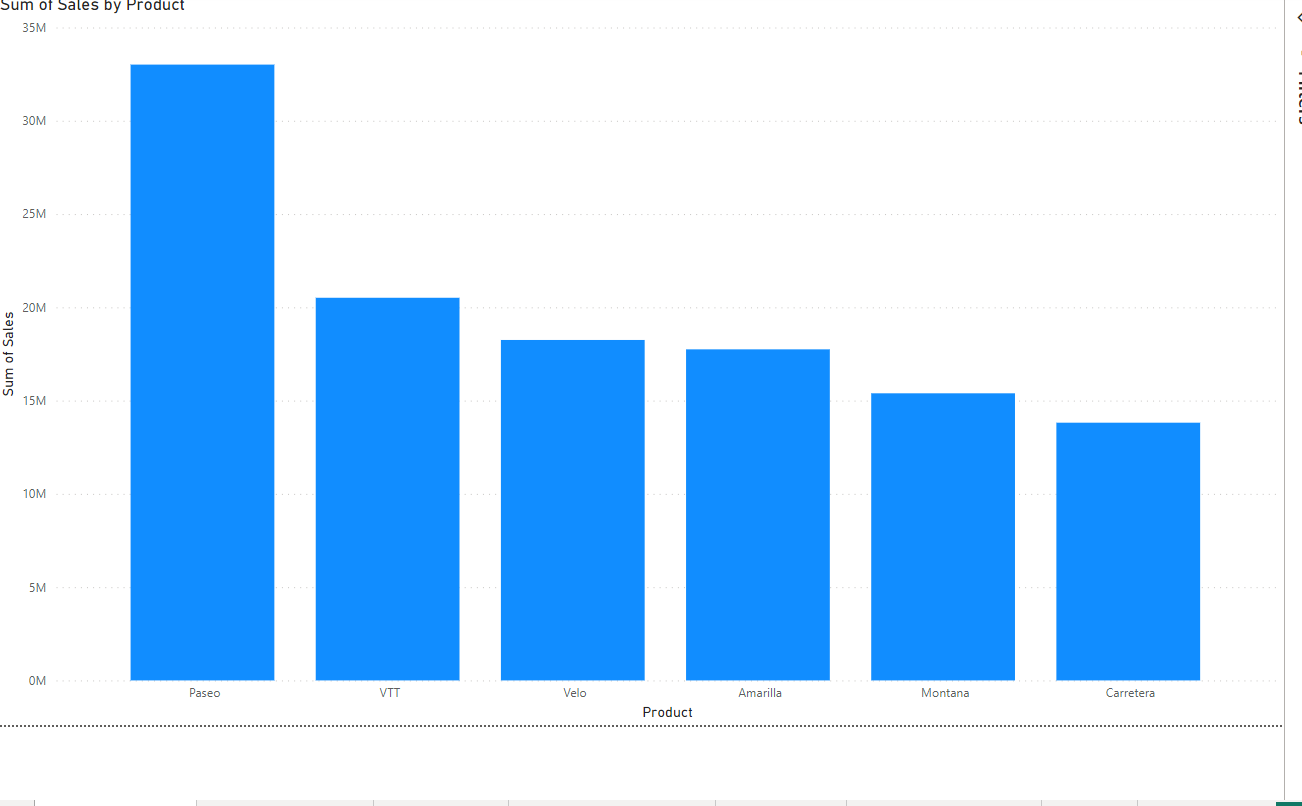 Sum of Sales by Product
35M
30M
25M
20M
15M
10M
5M
0M
Sum of Sales
Paseo VTT Velo Amarilla Montana Carretera
Product